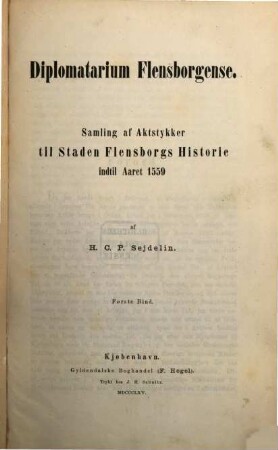 Diplomatarium Flensborgense.
Samling af Aktstykker
til Staden Flensborgs Historie
indtil Aaret 1559
af
H. C. P. Sejdelin.
Første Bind.
Kjøbenhavn.
Gyldendalske Boghandel (F. Hegel).
Trykt hos J. H. Schultz.
MDCCCLXV.